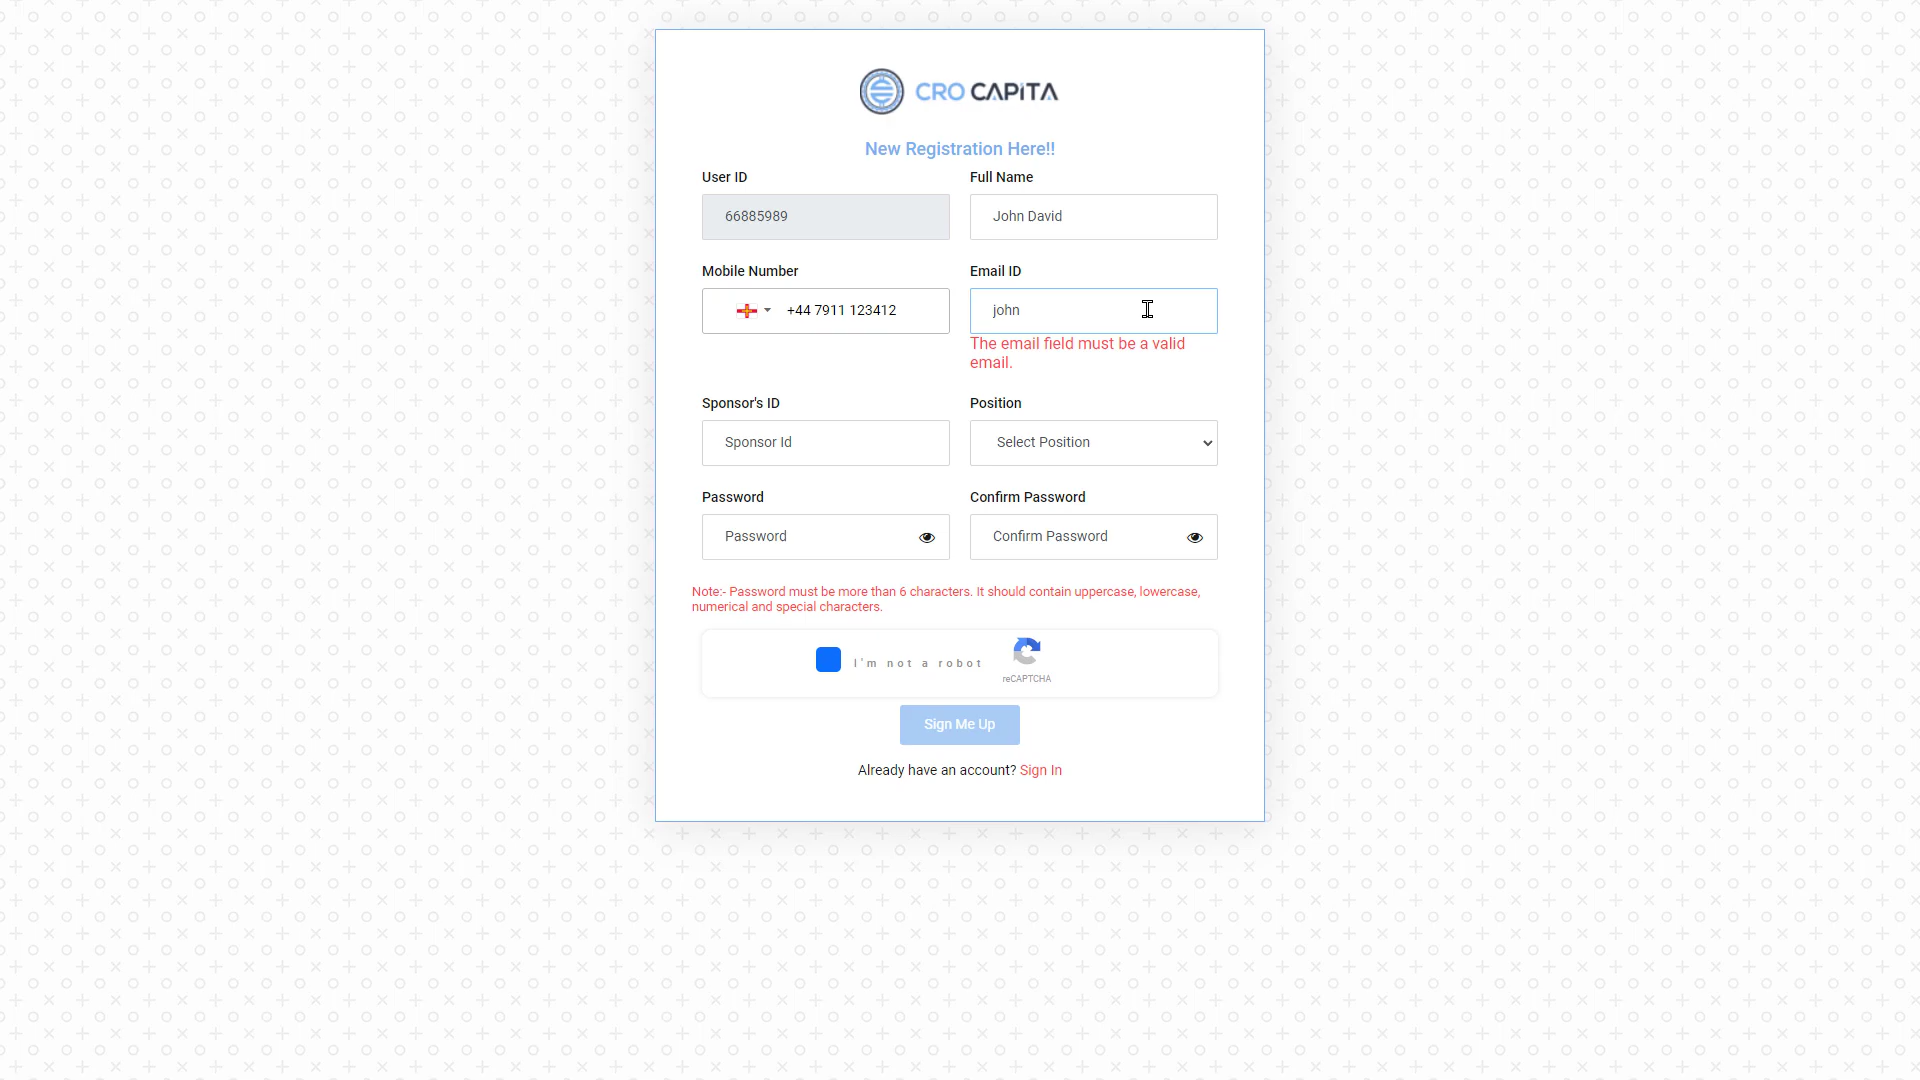 CRO CAPITA
New Registration Here!!
User ID
Full Name
66885989
John David
Mobile Number
Email ID
+44 7911 123412
john
The email field must be a valid
email.
Sponsor's ID
Position
Sponsor Id
Select Position
Password
Confirm Password
Password
Confirm Password
Note:- Password must be more than 6 characters. It should contain uppercase, lowercase,
numerical and special characters.
I'm not a robot
reCAPTCHA
Sign Me Up
Already have an account? Sign In